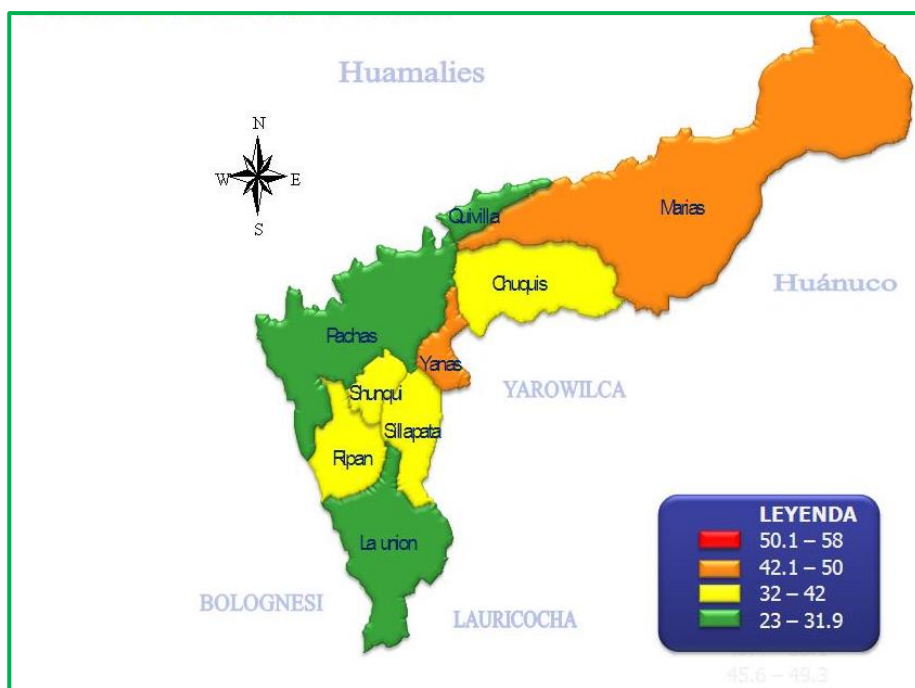 Huamalies
N
W E
S
Quivilla
Marias
Chuquis
Huánuco
Pachas
Yanas
Shunqui
YAROWILCA
Sillapata
Ripan
La union
BOLOGNESI
LAURICOCHA
LEYENDA
50.1 – 58
42.1 – 50
32 – 42
23 – 31.9
45.6 – 49.3